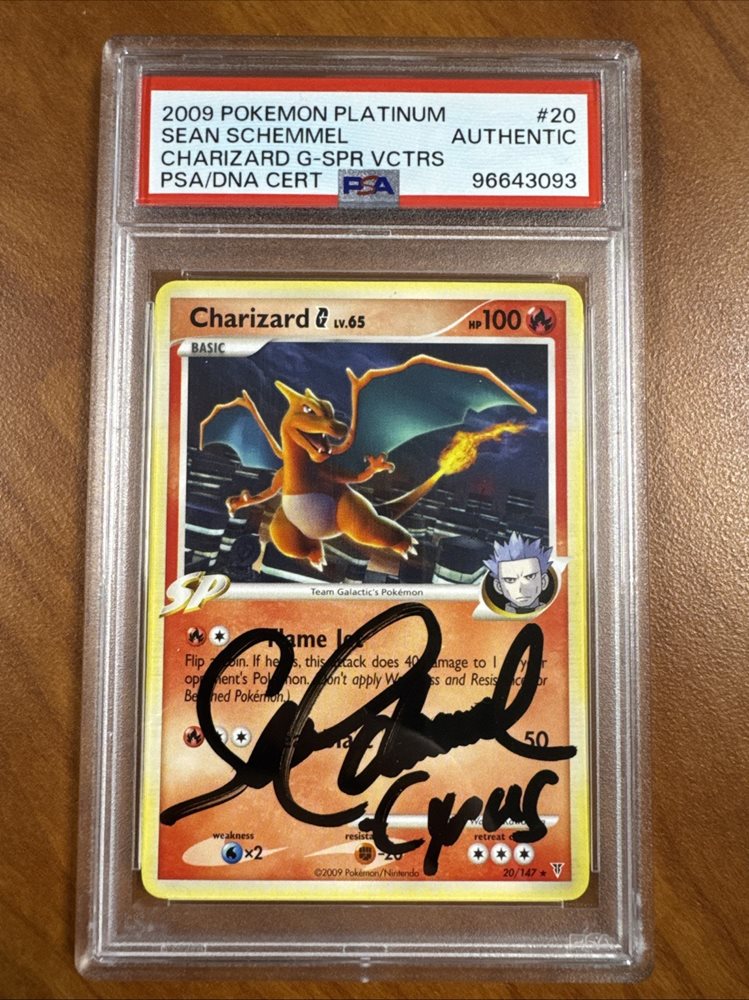 2009 POKEMON PLATINUM #20
SEAN SCHEMMEL AUTHENTIC
CHARIZARD G-SPR VCTRS
PSA/DNA CERT PSA 96643093
Charizard G LV.65 HP 100
BASIC
Team Galactic's Pokémon
SP
Flame Jet
Flip a coin. If heads, this attack does 40 damage to 1 of your
opponent's Pokémon. (Don't apply Weakness and Resistance for
Benched Pokémon.)
50
Cyrus
weakness resistance retreat cost
×2 -20
©2009 Pokémon/Nintendo 20/147 ★
PSA